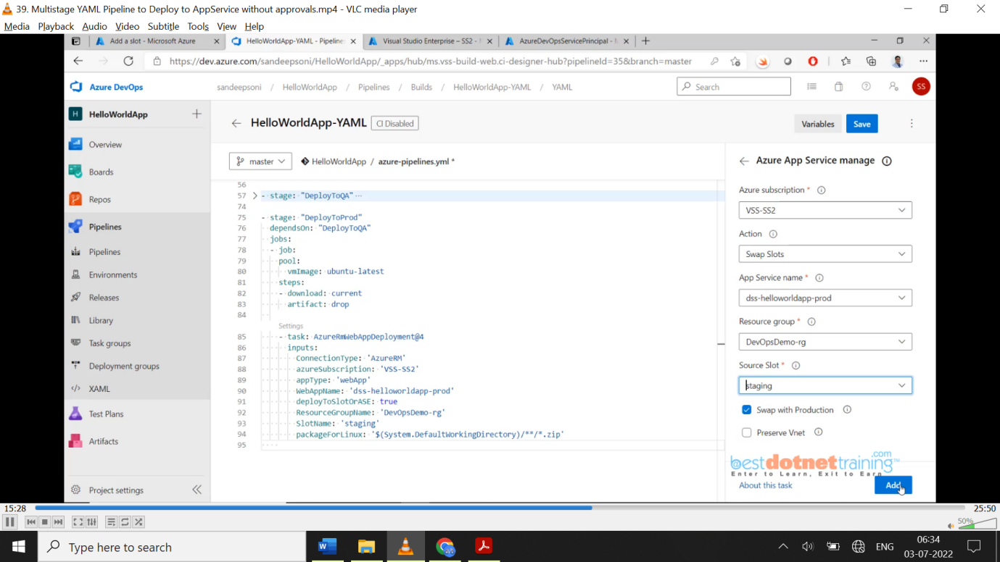 39. Multistage YAML Pipeline to Deploy to AppService without approvals.mp4 - VLC media player
Media Playback Audio Video Subtitle Tools View Help
Add a slot - Microsoft Azure
HelloWorldApp-YAML - Pipeline
Visual Studio Enterprise – SS2 - M
AzureDevOpsServicePrincipal - M
https://dev.azure.com/sandeepsoni/HelloWorldApp/_apps/hub/ms.vss-build-web.ci-designer-hub?pipelineId=35&branch=master
Azure DevOps
sandeepsoni / HelloWorldApp / Pipelines / Builds / HelloWorldApp-YAML / YAML
Search
SS
H HelloWorldApp
Overview
Boards
Repos
Pipelines
Pipelines
Environments
Releases
Library
Task groups
Deployment groups
XAML
Test Plans
Artifacts
Project settings
HelloWorldApp-YAML CI Disabled
Variables Save
master HelloWorldApp / azure-pipelines.yml *
56
57 - stage: "DeployToQA" ...
74
75 - stage: "DeployToProd"
76 dependsOn: "DeployToQA"
77 jobs:
78 - job:
79 pool:
80 vmImage: ubuntu-latest
81 steps:
82 - download: current
83 artifact: drop
84
Settings
85 - task: AzureRmWebAppDeployment@4
86 inputs:
87 ConnectionType: 'AzureRM'
88 azureSubscription: 'VSS-SS2'
89 appType: 'webApp'
90 WebAppName: 'dss-helloworldapp-prod'
91 deployToSlotOrASE: true
92 ResourceGroupName: 'DevOpsDemo-rg'
93 SlotName: 'staging'
94 packageForLinux: '$(System.DefaultWorkingDirectory)/**/*.zip'
95
Azure App Service manage
Azure subscription *
VSS-SS2
Action
Swap Slots
App Service name *
dss-helloworldapp-prod
Resource group *
DevOpsDemo-rg
Source Slot *
staging
Swap with Production
Preserve Vnet
@bestdotnettraining.com™
Enter to Learn, Exit to Earn
About this task
Add
15:28
25:50
50%
Type here to search
ENG
06:34
03-07-2022